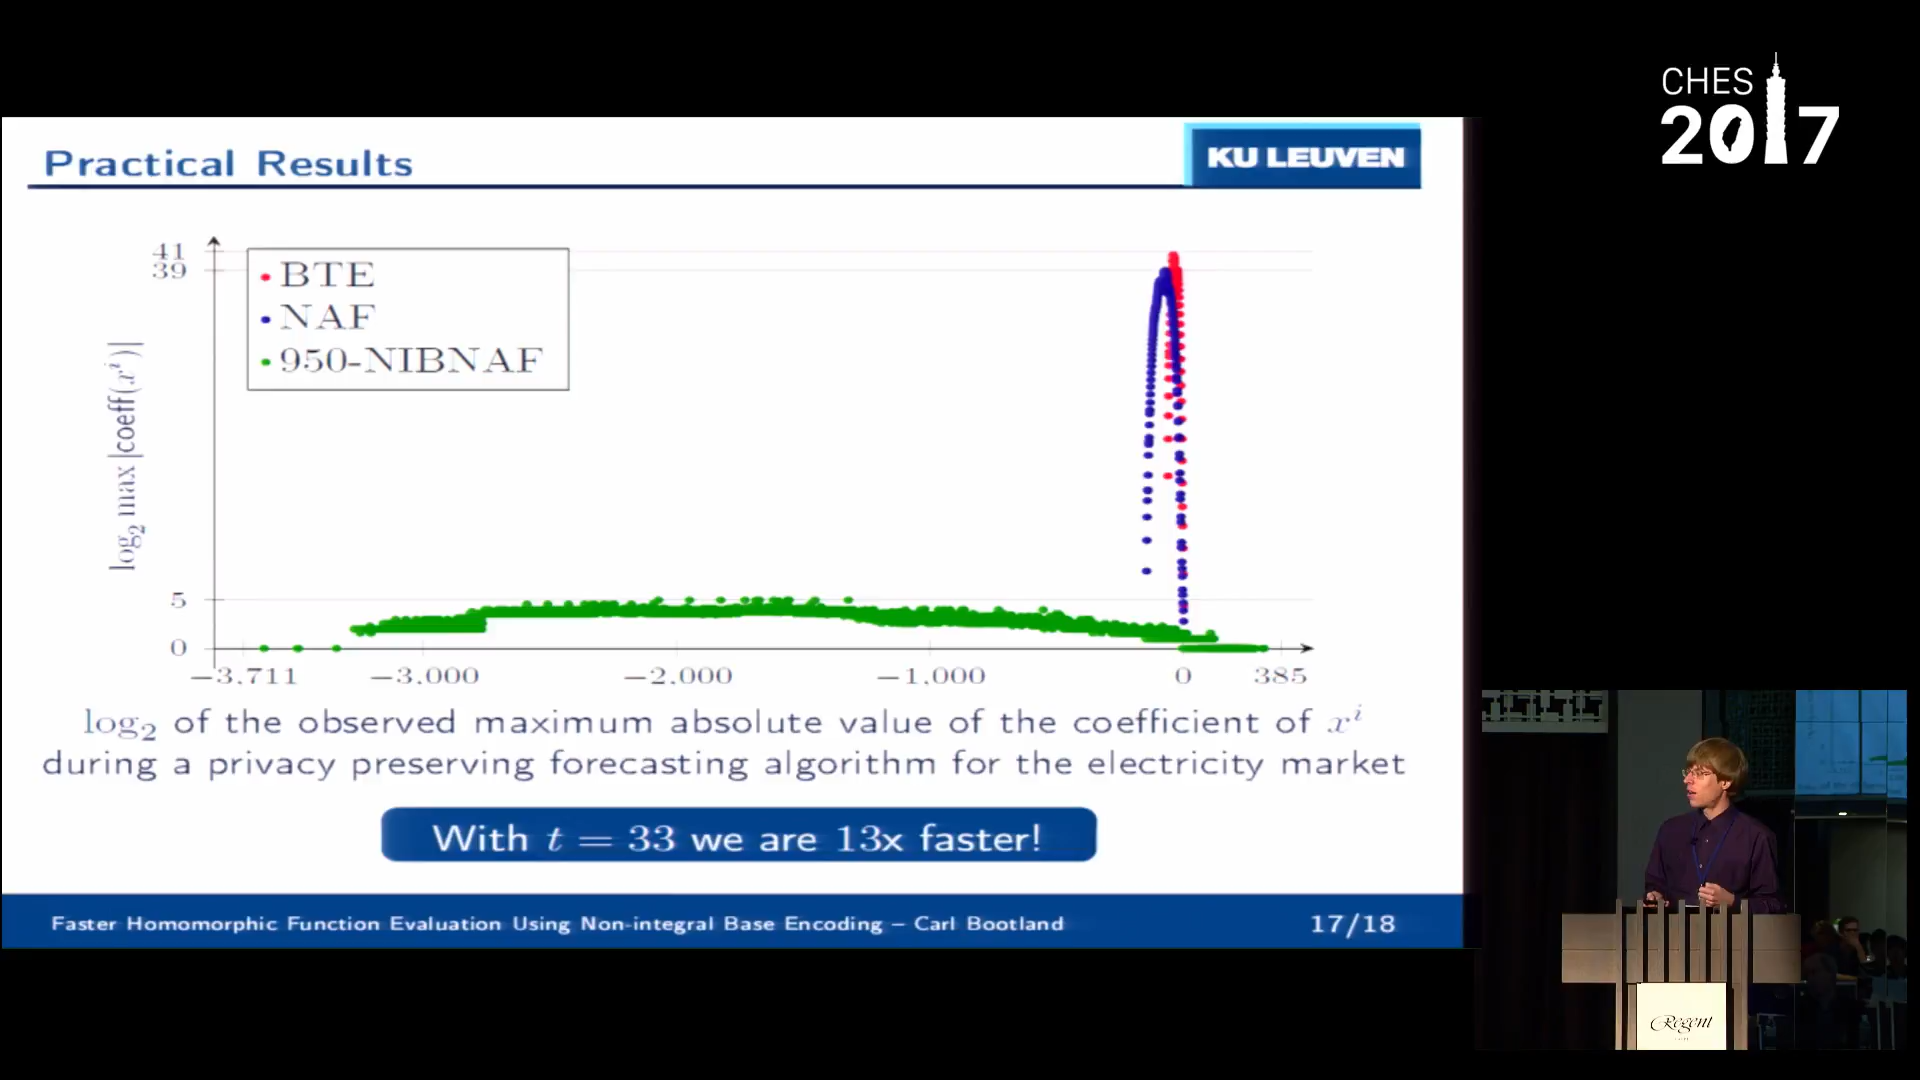 CHES
2017
Practical Results
KU LEUVEN
41
39
5
0
log₂ max |coeff(xⁱ)|
BTE
NAF
950-NIBNAF
−3,711
−3,000
−2,000
−1,000
0
385
log₂ of the observed maximum absolute value of the coefficient of xⁱ
during a privacy preserving forecasting algorithm for the electricity market
With t = 33 we are 13x faster!
Faster Homomorphic Function Evaluation Using Non-integral Base Encoding – Carl Bootland
17/18
Regent